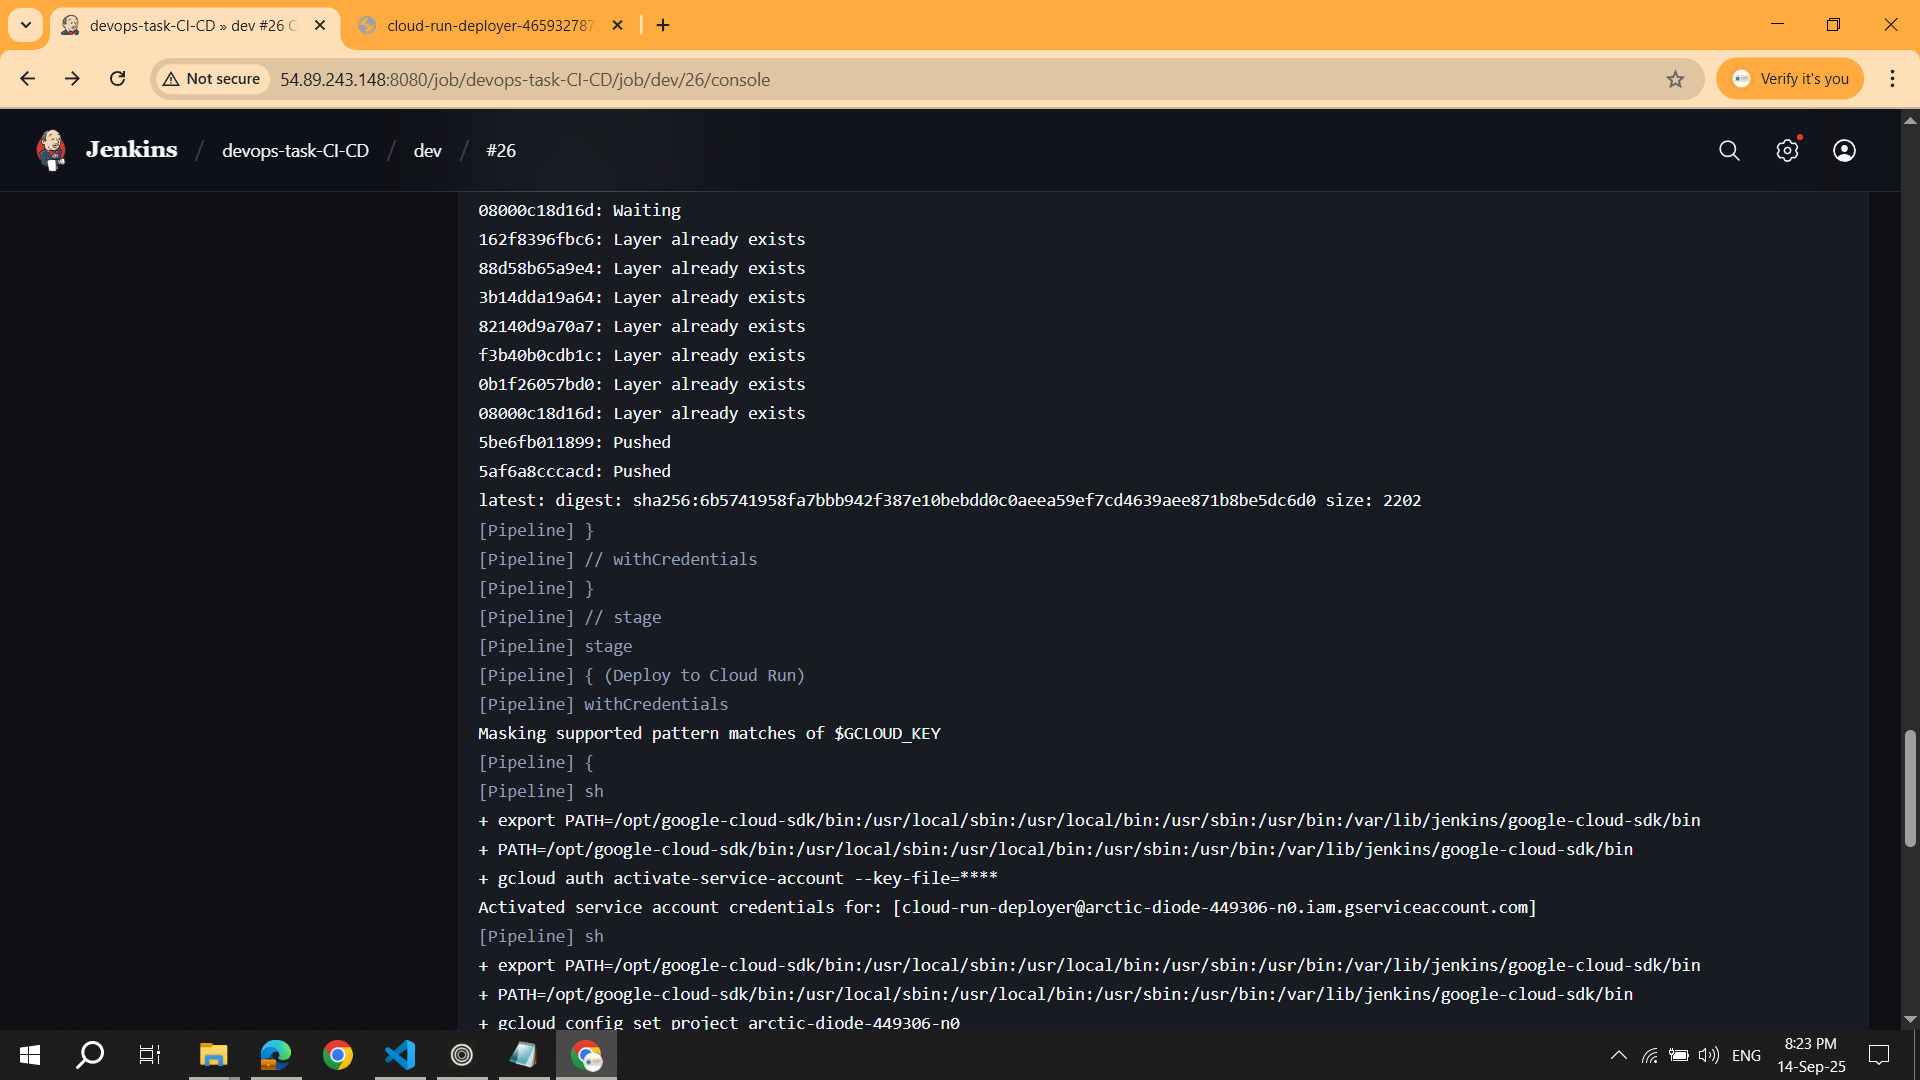 devops-task-CI-CD » dev #26 C
cloud-run-deployer-465932787
Not secure
54.89.243.148:8080/job/devops-task-CI-CD/job/dev/26/console
Verify it's you
Jenkins / devops-task-CI-CD / dev / #26
08000c18d16d: Waiting
162f8396fbc6: Layer already exists
88d58b65a9e4: Layer already exists
3b14dda19a64: Layer already exists
82140d9a70a7: Layer already exists
f3b40b0cdb1c: Layer already exists
0b1f26057bd0: Layer already exists
08000c18d16d: Layer already exists
5be6fb011899: Pushed
5af6a8cccacd: Pushed
latest: digest: sha256:6b5741958fa7bbb942f387e10bebdd0c0aeea59ef7cd4639aee871b8be5dc6d0 size: 2202
[Pipeline] }
[Pipeline] // withCredentials
[Pipeline] }
[Pipeline] // stage
[Pipeline] stage
[Pipeline] { (Deploy to Cloud Run)
[Pipeline] withCredentials
Masking supported pattern matches of $GCLOUD_KEY
[Pipeline] {
[Pipeline] sh
+ export PATH=/opt/google-cloud-sdk/bin:/usr/local/sbin:/usr/local/bin:/usr/sbin:/usr/bin:/var/lib/jenkins/google-cloud-sdk/bin
+ PATH=/opt/google-cloud-sdk/bin:/usr/local/sbin:/usr/local/bin:/usr/sbin:/usr/bin:/var/lib/jenkins/google-cloud-sdk/bin
+ gcloud auth activate-service-account --key-file=****
Activated service account credentials for: [cloud-run-deployer@arctic-diode-449306-n0.iam.gserviceaccount.com]
[Pipeline] sh
+ export PATH=/opt/google-cloud-sdk/bin:/usr/local/sbin:/usr/local/bin:/usr/sbin:/usr/bin:/var/lib/jenkins/google-cloud-sdk/bin
+ PATH=/opt/google-cloud-sdk/bin:/usr/local/sbin:/usr/local/bin:/usr/sbin:/usr/bin:/var/lib/jenkins/google-cloud-sdk/bin
+ gcloud config set project arctic-diode-449306-n0
ENG
8:23 PM
14-Sep-25